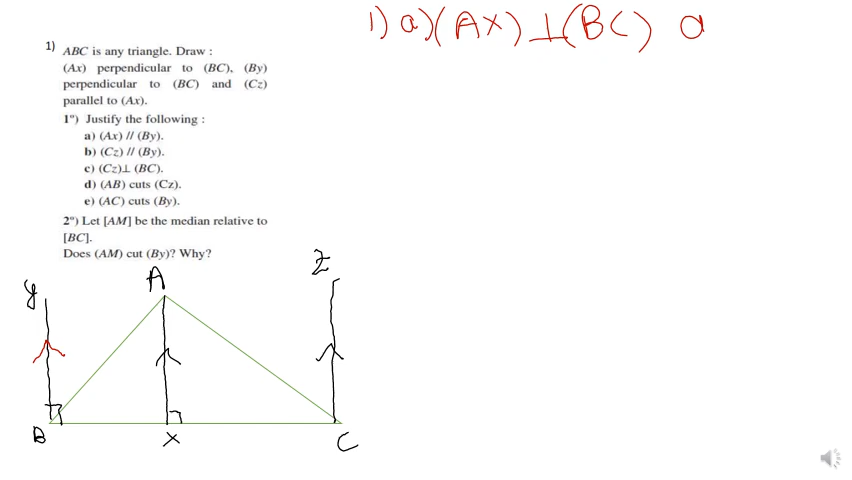 1) a) (AX) ⊥ (BC) a
1) ABC is any triangle. Draw :
(Ax) perpendicular to (BC), (By)
perpendicular to (BC) and (Cz)
parallel to (Ax).
1º) Justify the following :
a) (Ax) // (By).
b) (Cz) // (By).
c) (Cz)⊥ (BC).
d) (AB) cuts (Cz).
e) (AC) cuts (By).
2º) Let [AM] be the median relative to
[BC].
Does (AM) cut (By)? Why?
y A Z
B X C